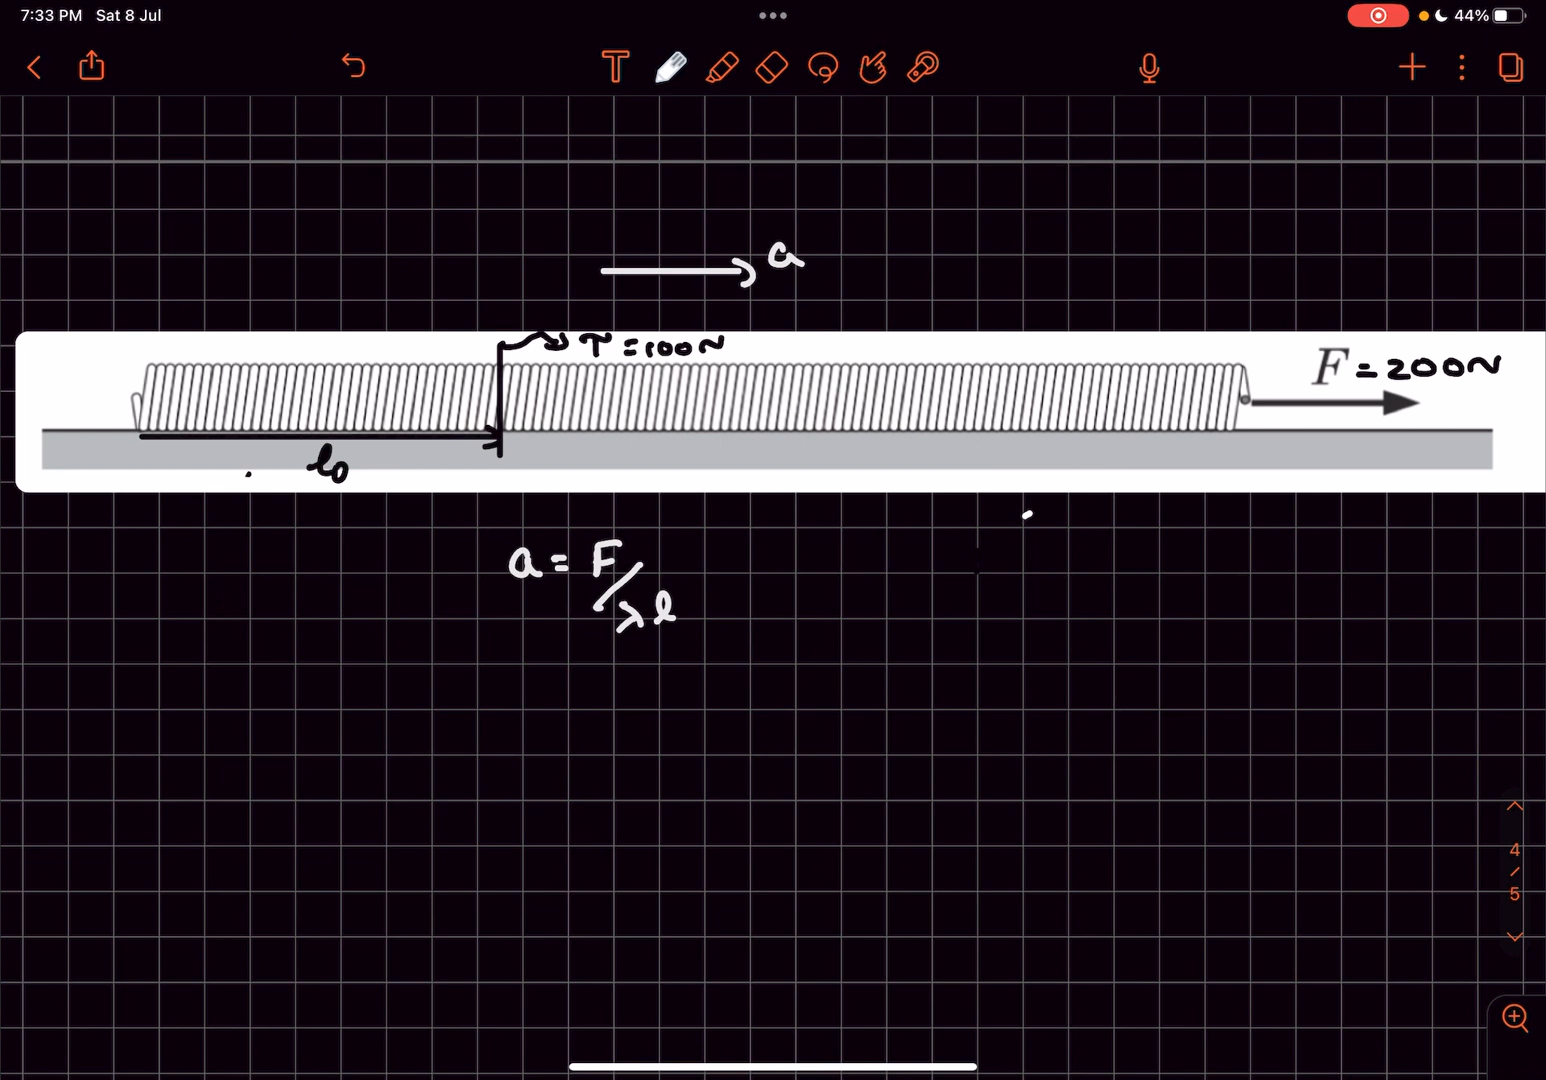 7:33 PM Sat 8 Jul
44%
T
a
T = 100N
F = 200N
l₀
a = F/λl
4
/
5